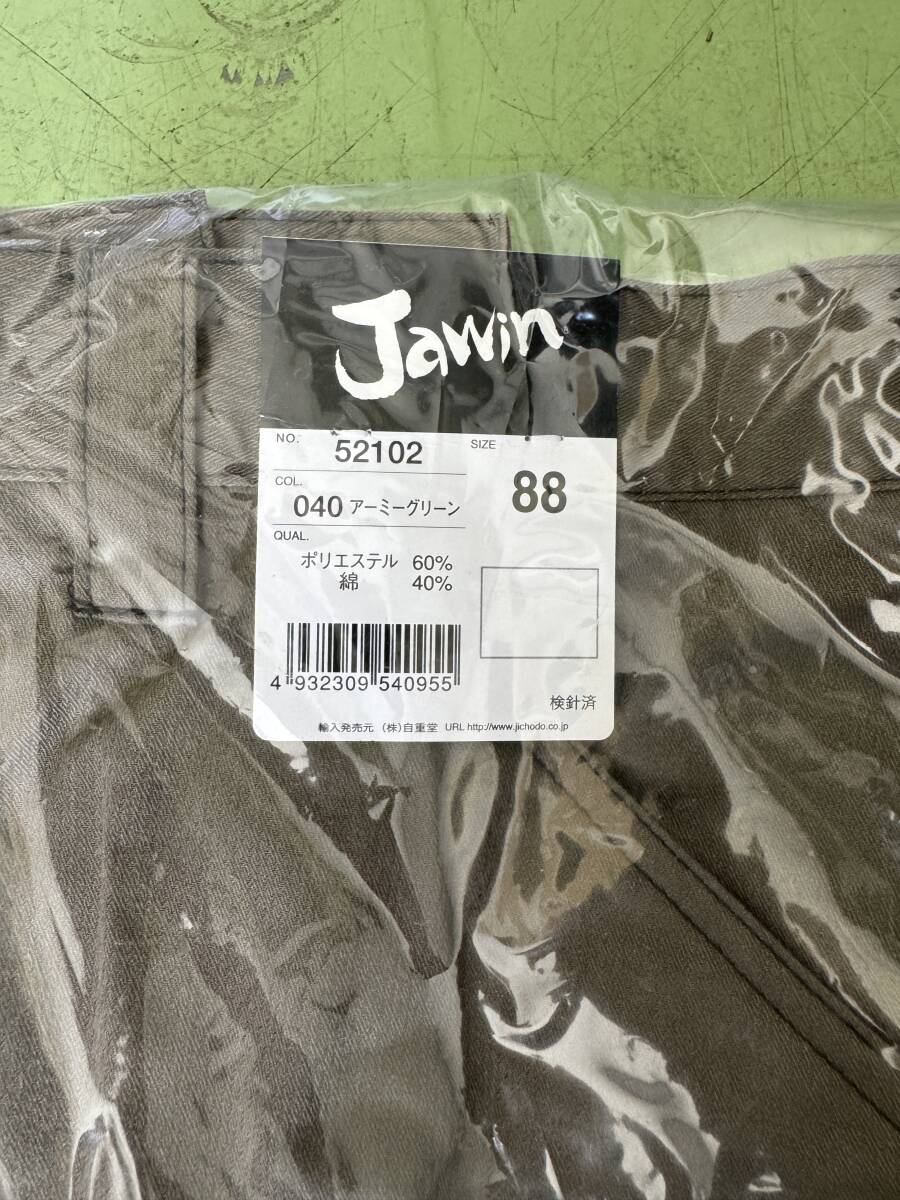 Jawin
NO. 52102
SIZE 88
COL. 040 アーミーグリーン
QUAL.
ポリエステル 60%
綿 40%
4 932309 540955
検針済
輸入発売元 (株)自重堂 URL http://www.jichodo.co.jp